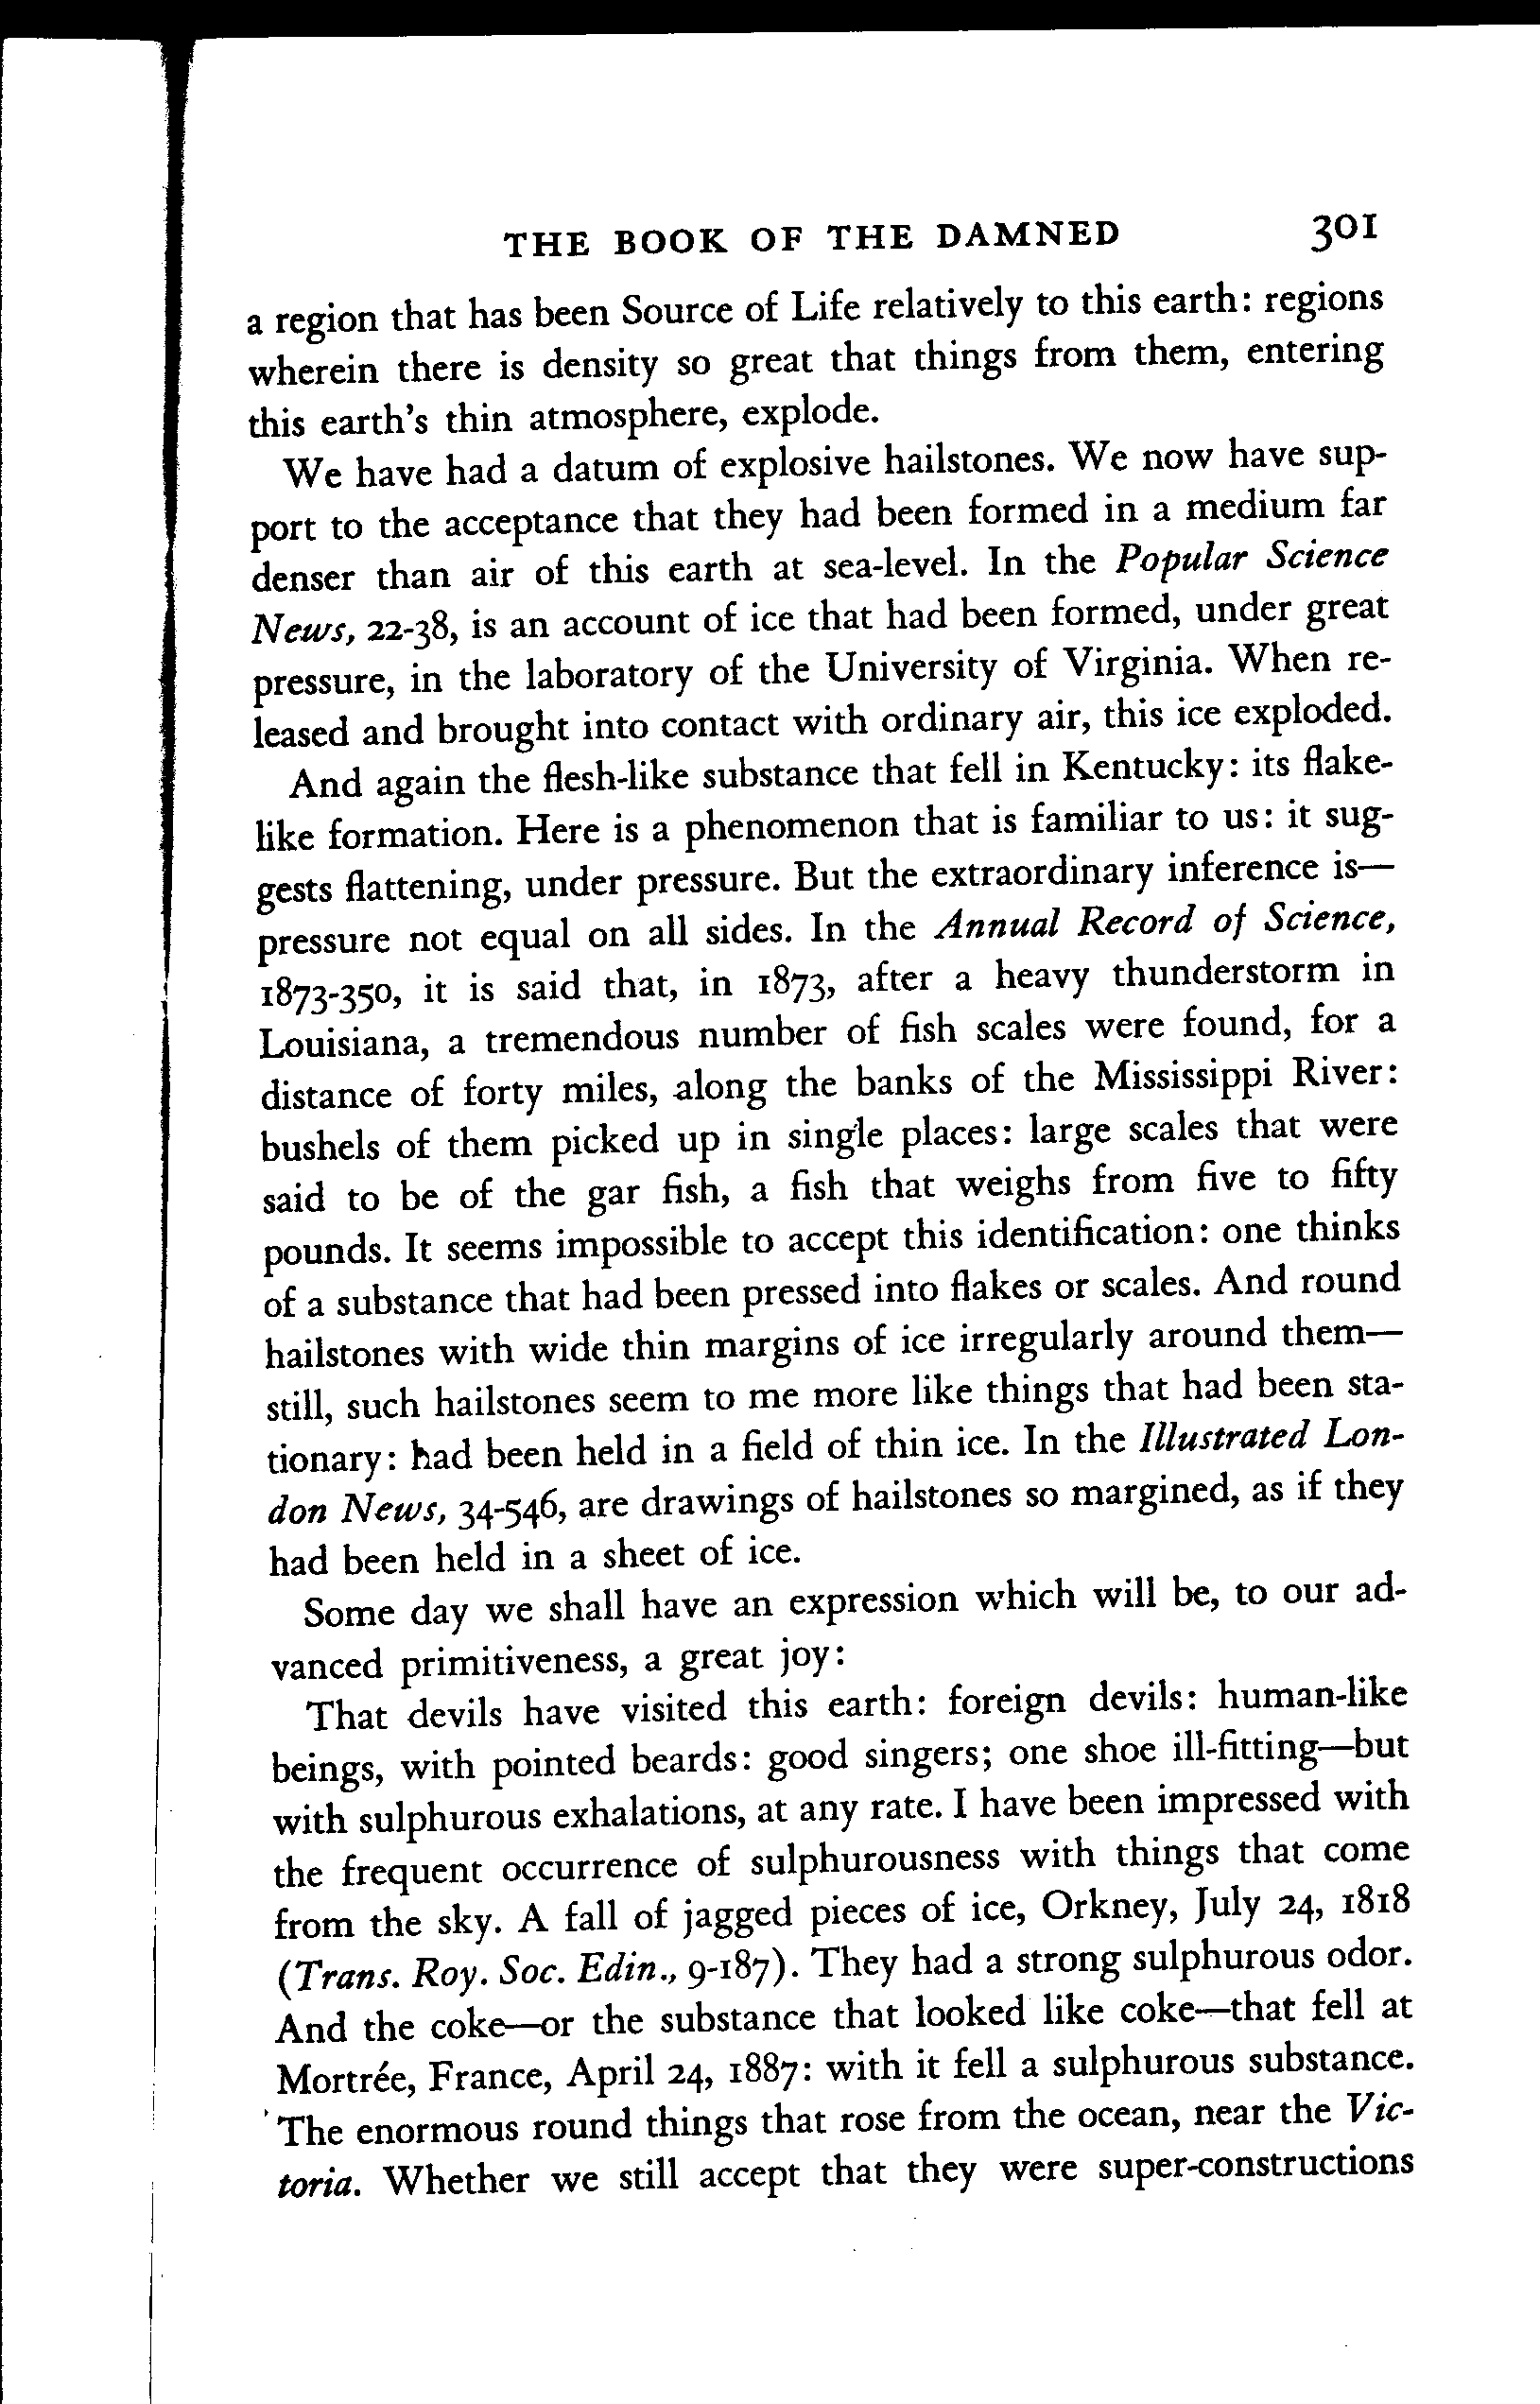 THE BOOK OF THE DAMNED 301
a region that has been Source of Life relatively to this earth: regions
wherein there is density so great that things from them, entering
this earth's thin atmosphere, explode.
We have had a datum of explosive hailstones. We now have sup-
port to the acceptance that they had been formed in a medium far
denser than air of this earth at sea-level. In the Popular Science
News, 22-38, is an account of ice that had been formed, under great
pressure, in the laboratory of the University of Virginia. When re-
leased and brought into contact with ordinary air, this ice exploded.
And again the flesh-like substance that fell in Kentucky: its flake-
like formation. Here is a phenomenon that is familiar to us: it sug-
gests flattening, under pressure. But the extraordinary inference is—
pressure not equal on all sides. In the Annual Record of Science,
1873-350, it is said that, in 1873, after a heavy thunderstorm in
Louisiana, a tremendous number of fish scales were found, for a
distance of forty miles, along the banks of the Mississippi River:
bushels of them picked up in single places: large scales that were
said to be of the gar fish, a fish that weighs from five to fifty
pounds. It seems impossible to accept this identification: one thinks
of a substance that had been pressed into flakes or scales. And round
hailstones with wide thin margins of ice irregularly around them—
still, such hailstones seem to me more like things that had been sta-
tionary: had been held in a field of thin ice. In the Illustrated Lon-
don News, 34-546, are drawings of hailstones so margined, as if they
had been held in a sheet of ice.
Some day we shall have an expression which will be, to our ad-
vanced primitiveness, a great joy:
That devils have visited this earth: foreign devils: human-like
beings, with pointed beards: good singers; one shoe ill-fitting—but
with sulphurous exhalations, at any rate. I have been impressed with
the frequent occurrence of sulphurousness with things that come
from the sky. A fall of jagged pieces of ice, Orkney, July 24, 1818
(Trans. Roy. Soc. Edin., 9-187). They had a strong sulphurous odor.
And the coke—or the substance that looked like coke—that fell at
Mortrée, France, April 24, 1887: with it fell a sulphurous substance.
The enormous round things that rose from the ocean, near the Vic-
toria. Whether we still accept that they were super-constructions